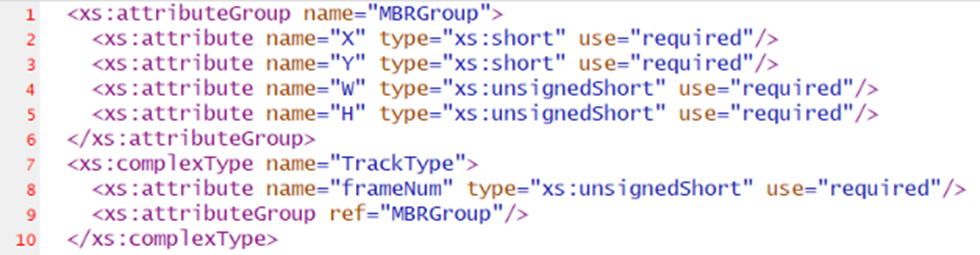 1 <xs:attributeGroup name="MBRGroup">
2 <xs:attribute name="X" type="xs:short" use="required"/>
3 <xs:attribute name="Y" type="xs:short" use="required"/>
4 <xs:attribute name="W" type="xs:unsignedShort" use="required"/>
5 <xs:attribute name="H" type="xs:unsignedShort" use="required"/>
6 </xs:attributeGroup>
7 <xs:complexType name="TrackType">
8 <xs:attribute name="frameNum" type="xs:unsignedShort" use="required"/>
9 <xs:attributeGroup ref="MBRGroup"/>
10 </xs:complexType>